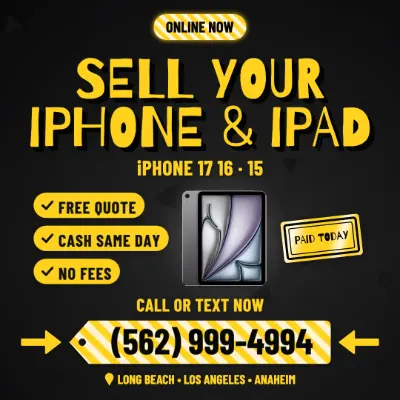 ONLINE NOW
SELL YOUR
IPHONE & IPAD
iPHONE 17 16 · 15
FREE QUOTE
CASH SAME DAY
NO FEES
PAID TODAY
CALL OR TEXT NOW
(562) 999-4994
LONG BEACH • LOS ANGELES • ANAHEIM